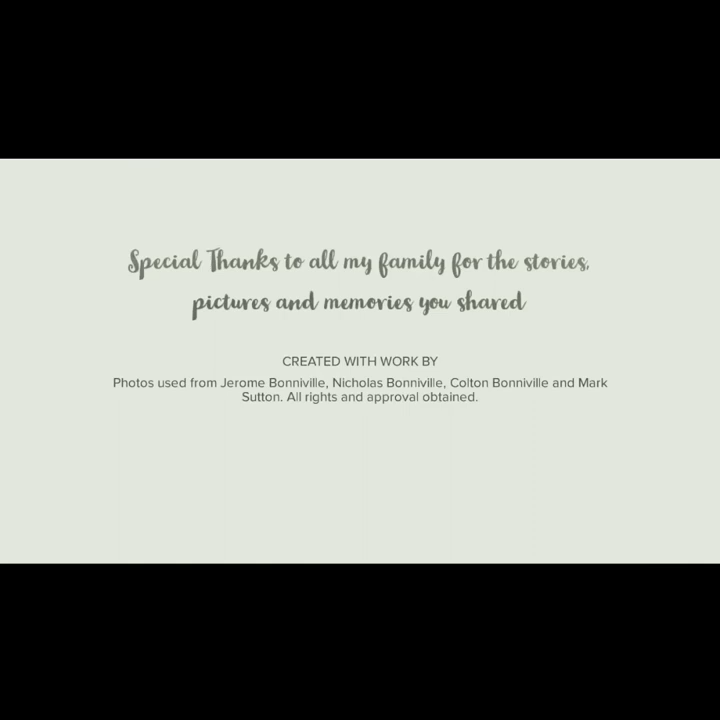 Special Thanks to all my family for the stories,
pictures and memories you shared
CREATED WITH WORK BY
Photos used from Jerome Bonniville, Nicholas Bonniville, Colton Bonniville and Mark
Sutton. All rights and approval obtained.